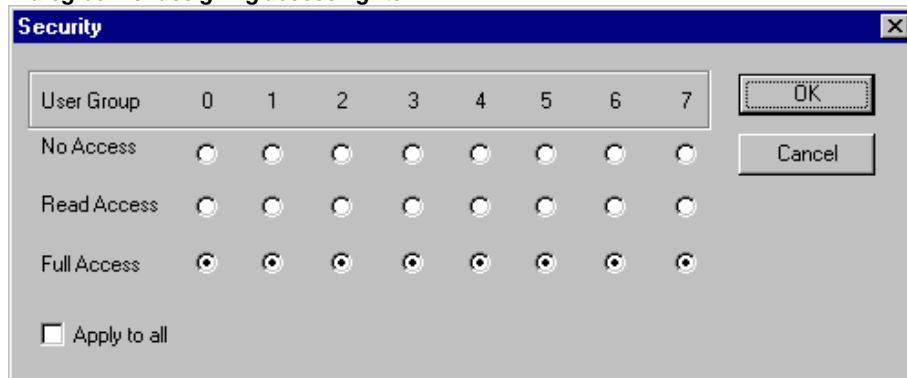 Security
User Group 0 1 2 3 4 5 6 7
OK
No Access
Cancel
Read Access
Full Access
Apply to all